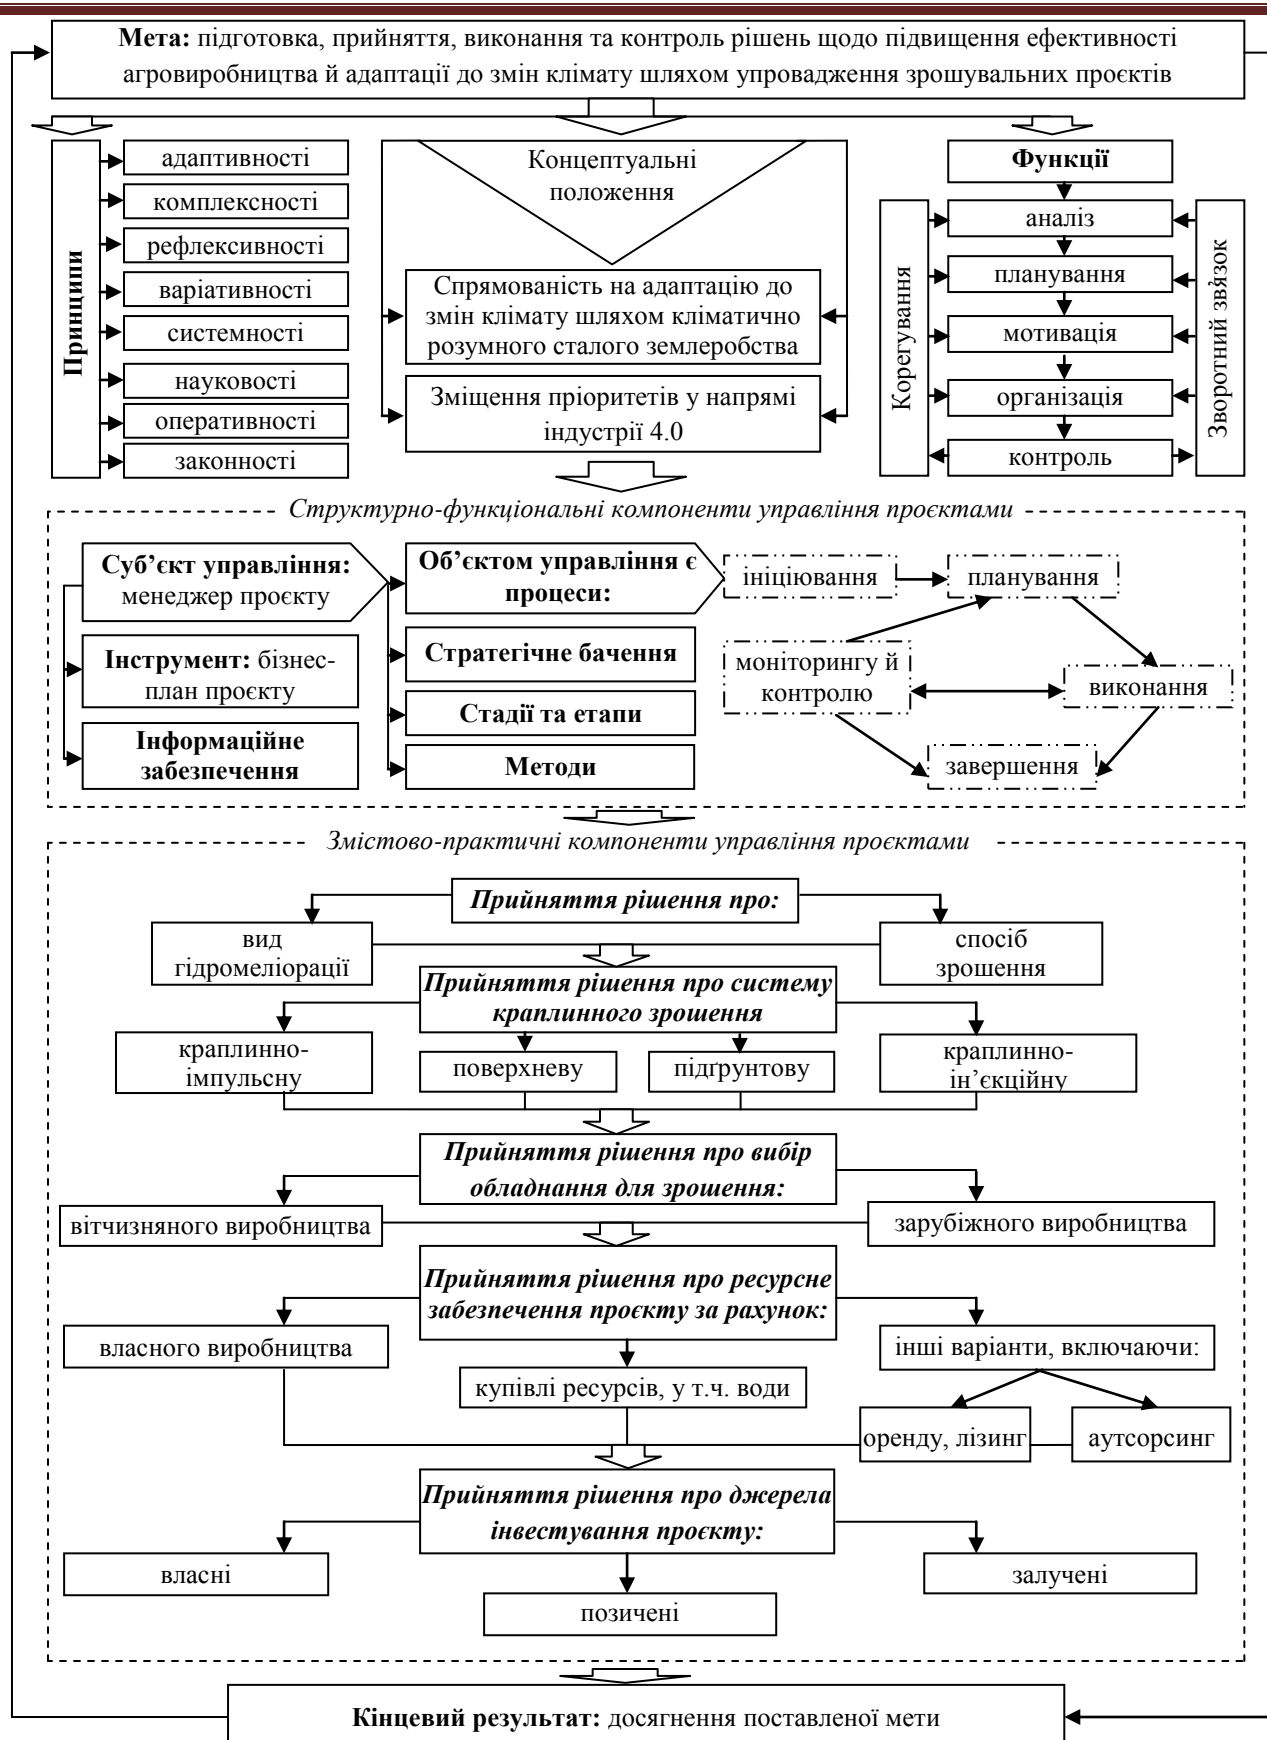 Мета: підготовка, прийняття, виконання та контроль рішень щодо підвищення ефективності
агровиробництва й адаптації до змін клімату шляхом упровадження зрошувальних проєктів
Принципи
адаптивності
комплексності
рефлексивності
варіативності
системності
науковості
оперативності
законності
Концептуальні
положення
Спрямованість на адаптацію до
змін клімату шляхом кліматично
розумного сталого землеробства
Зміщення пріоритетів у напрямі
індустрії 4.0
Функції
Корегування
аналіз
планування
мотивація
організація
контроль
Зворотний зв'язок
Структурно-функціональні компоненти управління проєктами
Суб’єкт управління:
менеджер проєкту
Інструмент: бізнес-
план проєкту
Інформаційне
забезпечення
Об’єктом управління є
процеси:
Стратегічне бачення
Стадії та етапи
Методи
ініціювання
планування
моніторингу й
контролю
виконання
завершення
Змістово-практичні компоненти управління проєктами
Прийняття рішення про:
вид
гідромеліорації
спосіб
зрошення
Прийняття рішення про систему
краплинного зрошення
краплинно-
імпульсну
поверхневу
підґрунтову
краплинно-
ін’єкційну
Прийняття рішення про вибір
обладнання для зрошення:
вітчизняного виробництва
зарубіжного виробництва
Прийняття рішення про ресурсне
забезпечення проєкту за рахунок:
власного виробництва
купівлі ресурсів, у т.ч. води
інші варіанти, включаючи:
оренду, лізинг
аутсорсинг
Прийняття рішення про джерела
інвестування проєкту:
власні
позичені
залучені
Кінцевий результат: досягнення поставленої мети